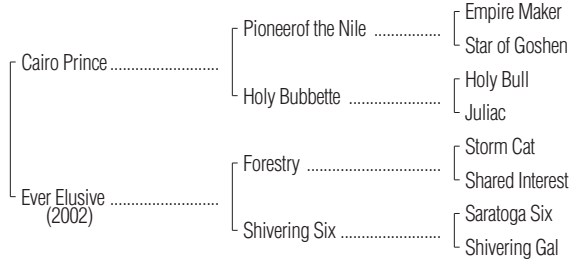 Empire Maker
Pioneerof the Nile ................
Star of Goshen
Cairo Prince ..........................
Holy Bull
Holy Bubbette ......................
Juliac
Storm Cat
Forestry ................................
Shared Interest
Ever Elusive ..........................
(2002)
Saratoga Six
Shivering Six ........................
Shivering Gal